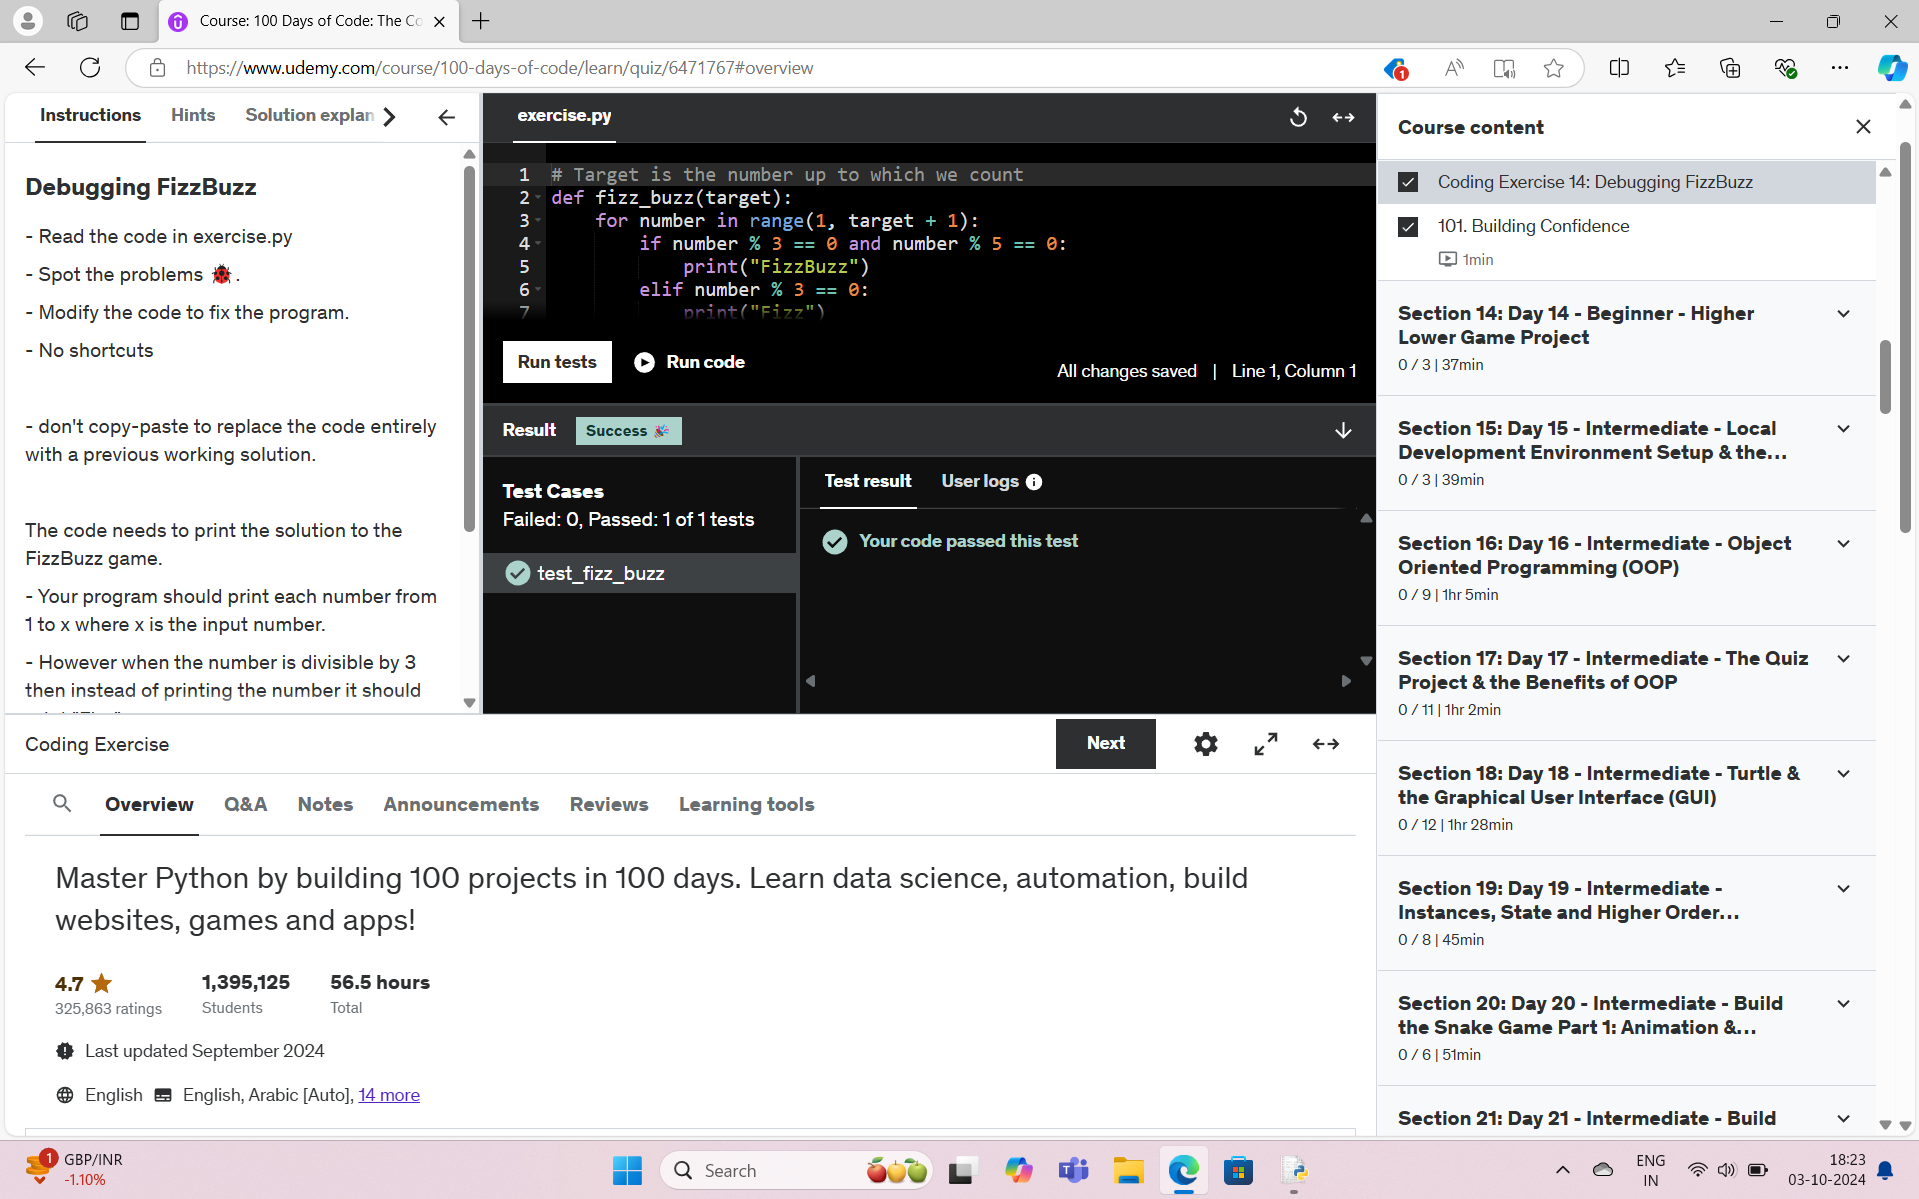 Course: 100 Days of Code: The Co
https://www.udemy.com/course/100-days-of-code/learn/quiz/6471767#overview
1
Instructions
Hints
Solution explan
Debugging FizzBuzz
- Read the code in exercise.py
- Spot the problems 🐞.
- Modify the code to fix the program.
- No shortcuts
- don't copy-paste to replace the code entirely
with a previous working solution.
The code needs to print the solution to the
FizzBuzz game.
- Your program should print each number from
1 to x where x is the input number.
- However when the number is divisible by 3
then instead of printing the number it should
exercise.py
1 # Target is the number up to which we count
2 def fizz_buzz(target):
3     for number in range(1, target + 1):
4         if number % 3 == 0 and number % 5 == 0:
5             print("FizzBuzz")
6         elif number % 3 == 0:
7             print("Fizz")
Run tests
Run code
All changes saved | Line 1, Column 1
Result
Success 🎉
Test Cases
Failed: 0, Passed: 1 of 1 tests
test_fizz_buzz
Test result
User logs
Your code passed this test
Coding Exercise
Next
Overview
Q&A
Notes
Announcements
Reviews
Learning tools
Master Python by building 100 projects in 100 days. Learn data science, automation, build
websites, games and apps!
4.7 ★
325,863 ratings
1,395,125
Students
56.5 hours
Total
Last updated September 2024
English
English, Arabic [Auto], 14 more
Course content
Coding Exercise 14: Debugging FizzBuzz
101. Building Confidence
1min
Section 14: Day 14 - Beginner - Higher
Lower Game Project
0 / 3 | 37min
Section 15: Day 15 - Intermediate - Local
Development Environment Setup & the...
0 / 3 | 39min
Section 16: Day 16 - Intermediate - Object
Oriented Programming (OOP)
0 / 9 | 1hr 5min
Section 17: Day 17 - Intermediate - The Quiz
Project & the Benefits of OOP
0 / 11 | 1hr 2min
Section 18: Day 18 - Intermediate - Turtle &
the Graphical User Interface (GUI)
0 / 12 | 1hr 28min
Section 19: Day 19 - Intermediate -
Instances, State and Higher Order...
0 / 8 | 45min
Section 20: Day 20 - Intermediate - Build
the Snake Game Part 1: Animation &...
0 / 6 | 51min
Section 21: Day 21 - Intermediate - Build
1
GBP/INR
-1.10%
Search
ENG
IN
18:23
03-10-2024